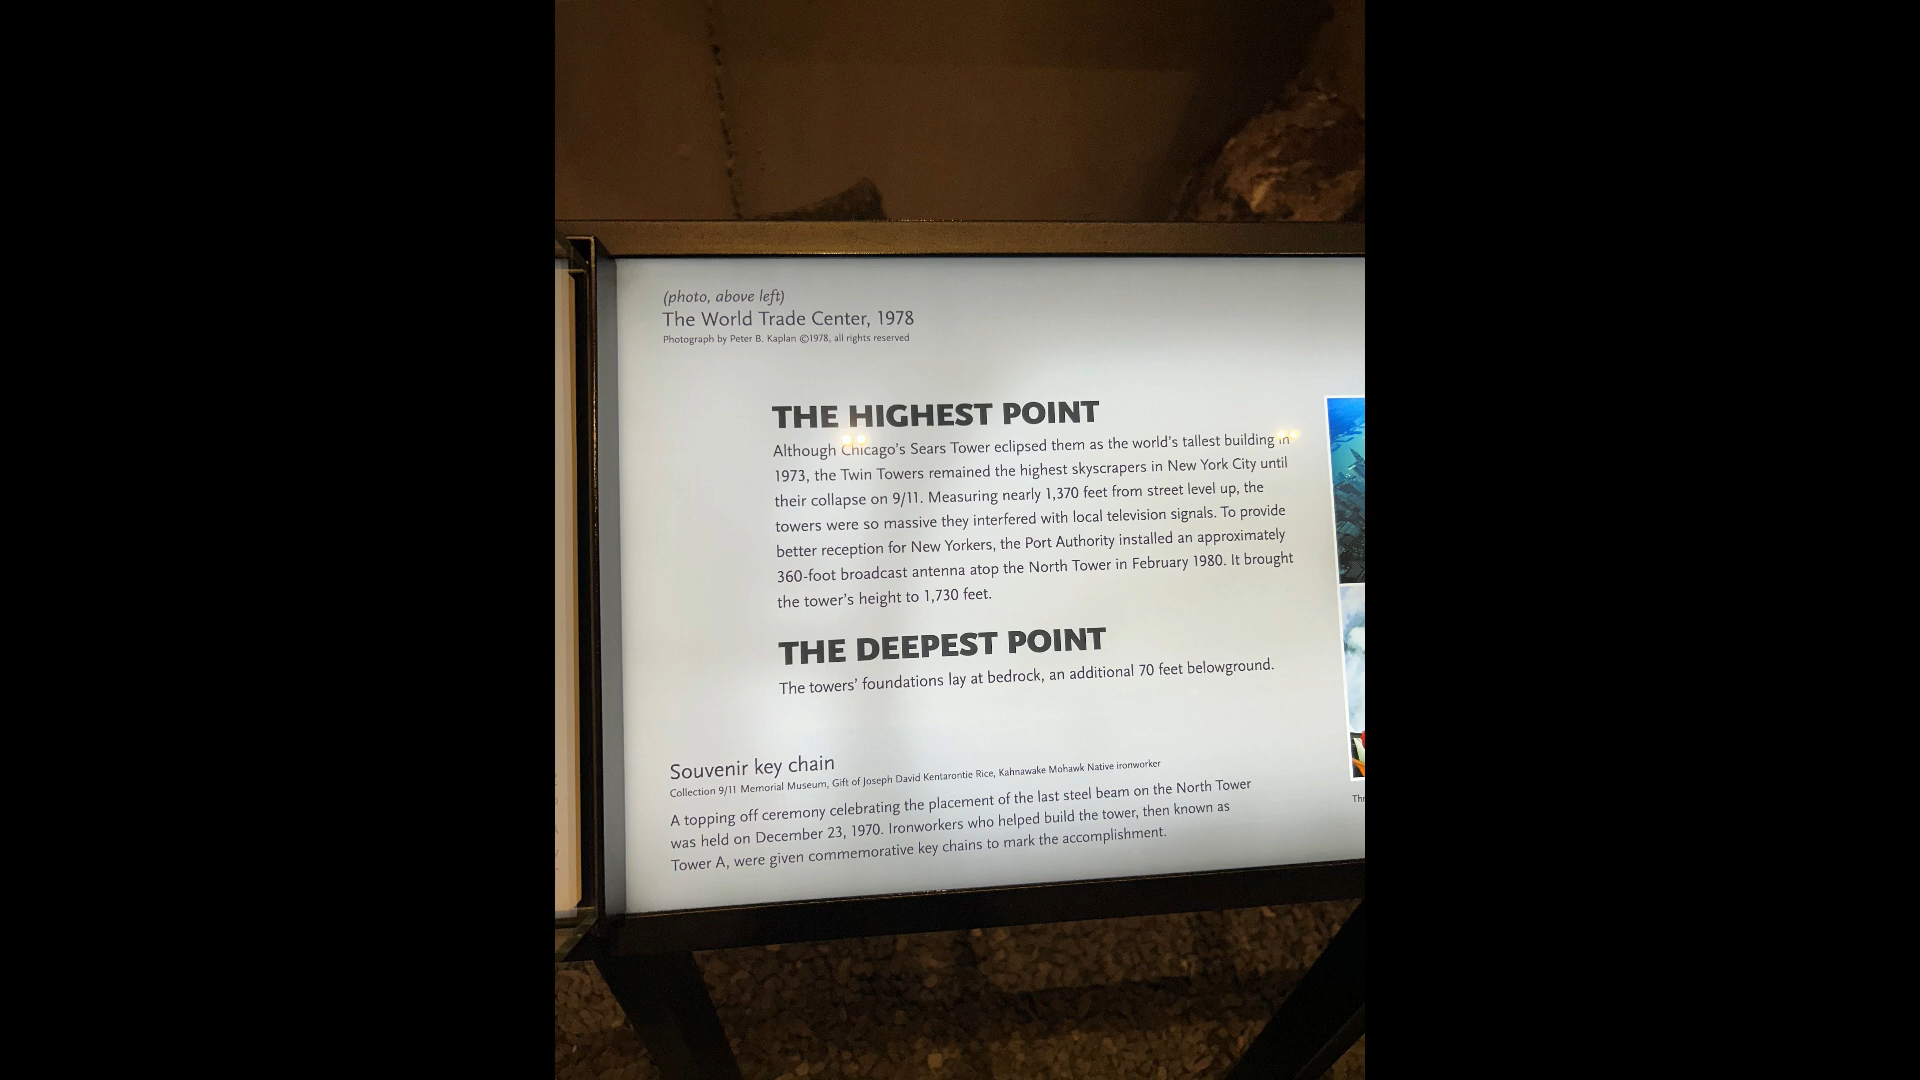 (photo, above left)
The World Trade Center, 1978
Photograph by Peter B. Kaplan ©1978, all rights reserved
THE HIGHEST POINT
Although Chicago's Sears Tower eclipsed them as the world's tallest building in
1973, the Twin Towers remained the highest skyscrapers in New York City until
their collapse on 9/11. Measuring nearly 1,370 feet from street level up, the
towers were so massive they interfered with local television signals. To provide
better reception for New Yorkers, the Port Authority installed an approximately
360-foot broadcast antenna atop the North Tower in February 1980. It brought
the tower's height to 1,730 feet.
THE DEEPEST POINT
The towers' foundations lay at bedrock, an additional 70 feet belowground.
Souvenir key chain
Collection 9/11 Memorial Museum, Gift of Joseph David Kentarontie Rice, Kahnawake Mohawk Native ironworker
A topping off ceremony celebrating the placement of the last steel beam on the North Tower
was held on December 23, 1970. Ironworkers who helped build the tower, then known as
Tower A, were given commemorative key chains to mark the accomplishment.